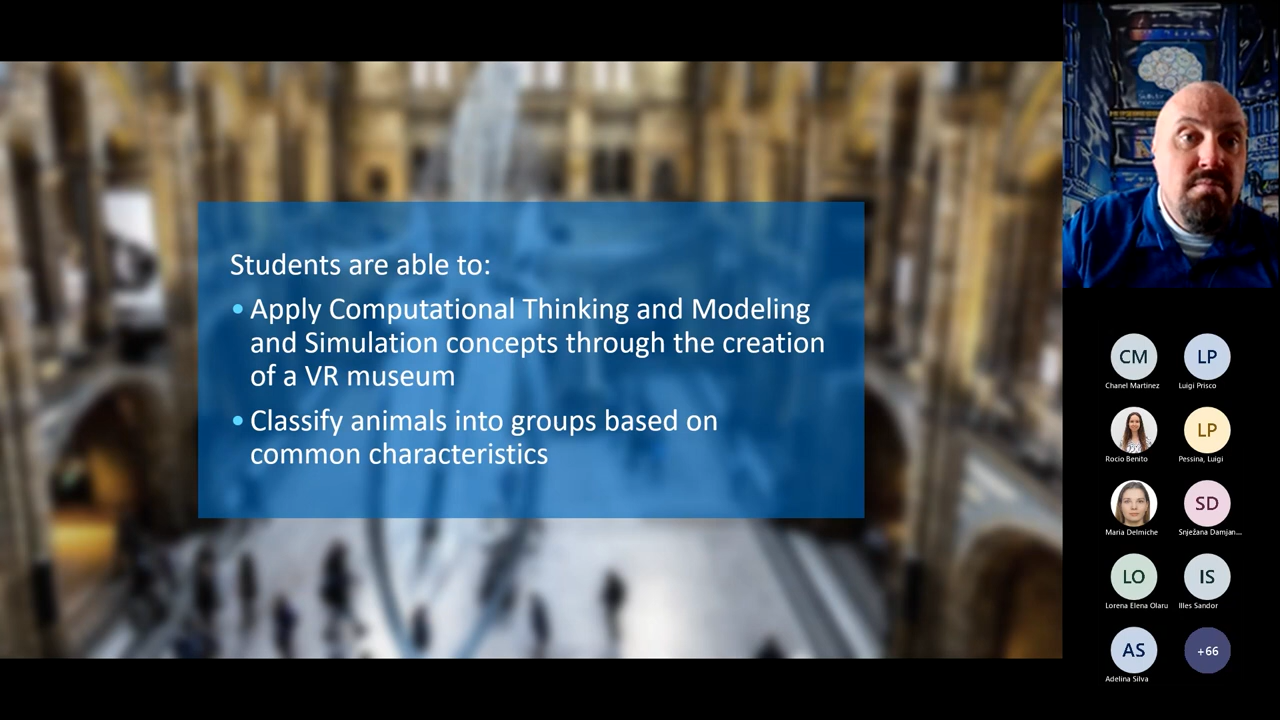 Students are able to:
• Apply Computational Thinking and Modeling
and Simulation concepts through the creation
of a VR museum
• Classify animals into groups based on
common characteristics
CM
LP
Chanel Martinez
Luigi Prisco
LP
Rocio Benito
Pessina, Luigi
SD
Maria Delmiche
Snježana Damjan...
LO
IS
Lorena Elena Olaru
Illes Sandor
AS
+66
Adelina Silva